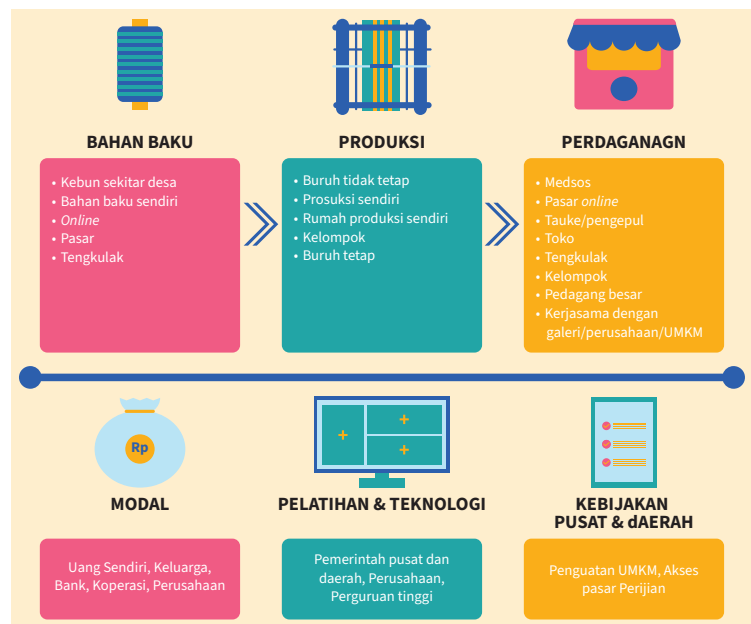 BAHAN BAKU
• Kebun sekitar desa
• Bahan baku sendiri
• Online
• Pasar
• Tengkulak
PRODUKSI
• Buruh tidak tetap
• Prosuksi sendiri
• Rumah produksi sendiri
• Kelompok
• Buruh tetap
PERDAGANAGN
• Medsos
• Pasar online
• Tauke/pengepul
• Toko
• Tengkulak
• Kelompok
• Pedagang besar
• Kerjasama dengan
galeri/perusahaan/UMKM
Rp
MODAL
Uang Sendiri, Keluarga,
Bank, Koperasi, Perusahaan
PELATIHAN & TEKNOLOGI
Pemerintah pusat dan
daerah, Perusahaan,
Perguruan tinggi
KEBIJAKAN
PUSAT & dAERAH
Penguatan UMKM, Akses
pasar Perijian